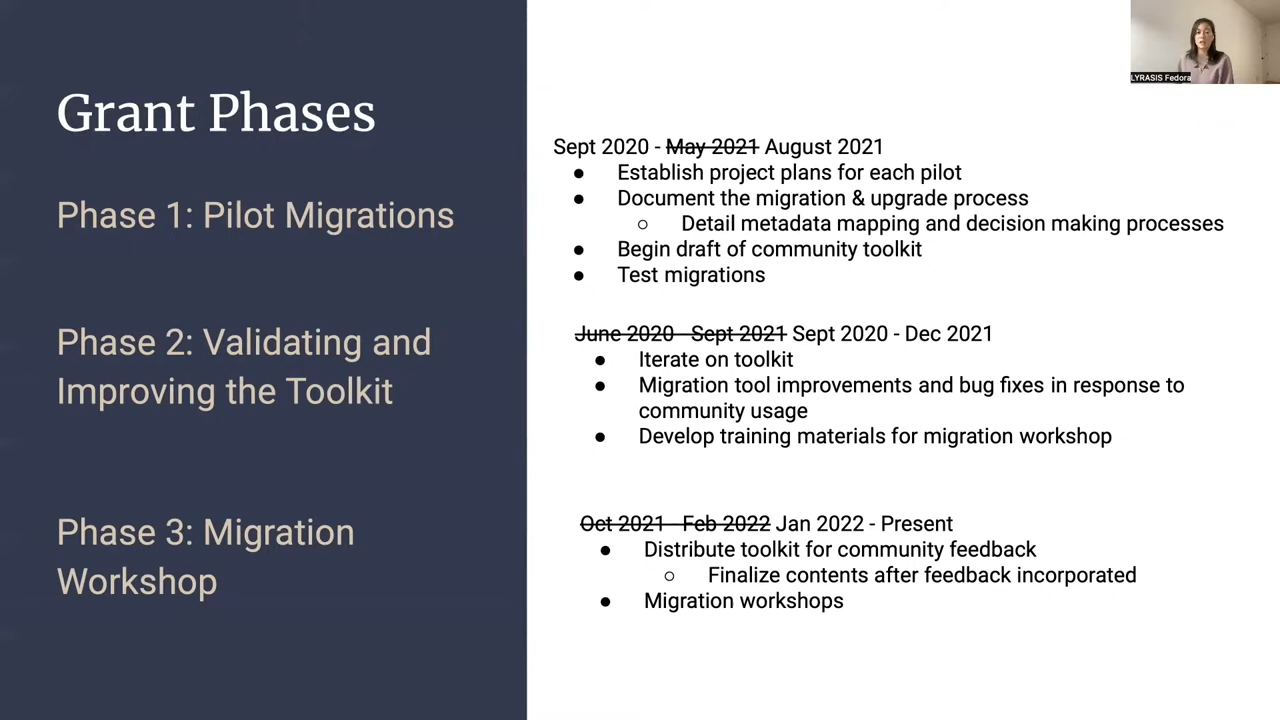 Grant Phases
Phase 1: Pilot Migrations
Sept 2020 - May 2021 August 2021
● Establish project plans for each pilot
● Document the migration & upgrade process
○ Detail metadata mapping and decision making processes
● Begin draft of community toolkit
● Test migrations
Phase 2: Validating and
Improving the Toolkit
June 2020 - Sept 2021 Sept 2020 - Dec 2021
● Iterate on toolkit
● Migration tool improvements and bug fixes in response to
community usage
● Develop training materials for migration workshop
Phase 3: Migration
Workshop
Oct 2021 - Feb 2022 Jan 2022 - Present
● Distribute toolkit for community feedback
○ Finalize contents after feedback incorporated
● Migration workshops
LYRASIS Fedora